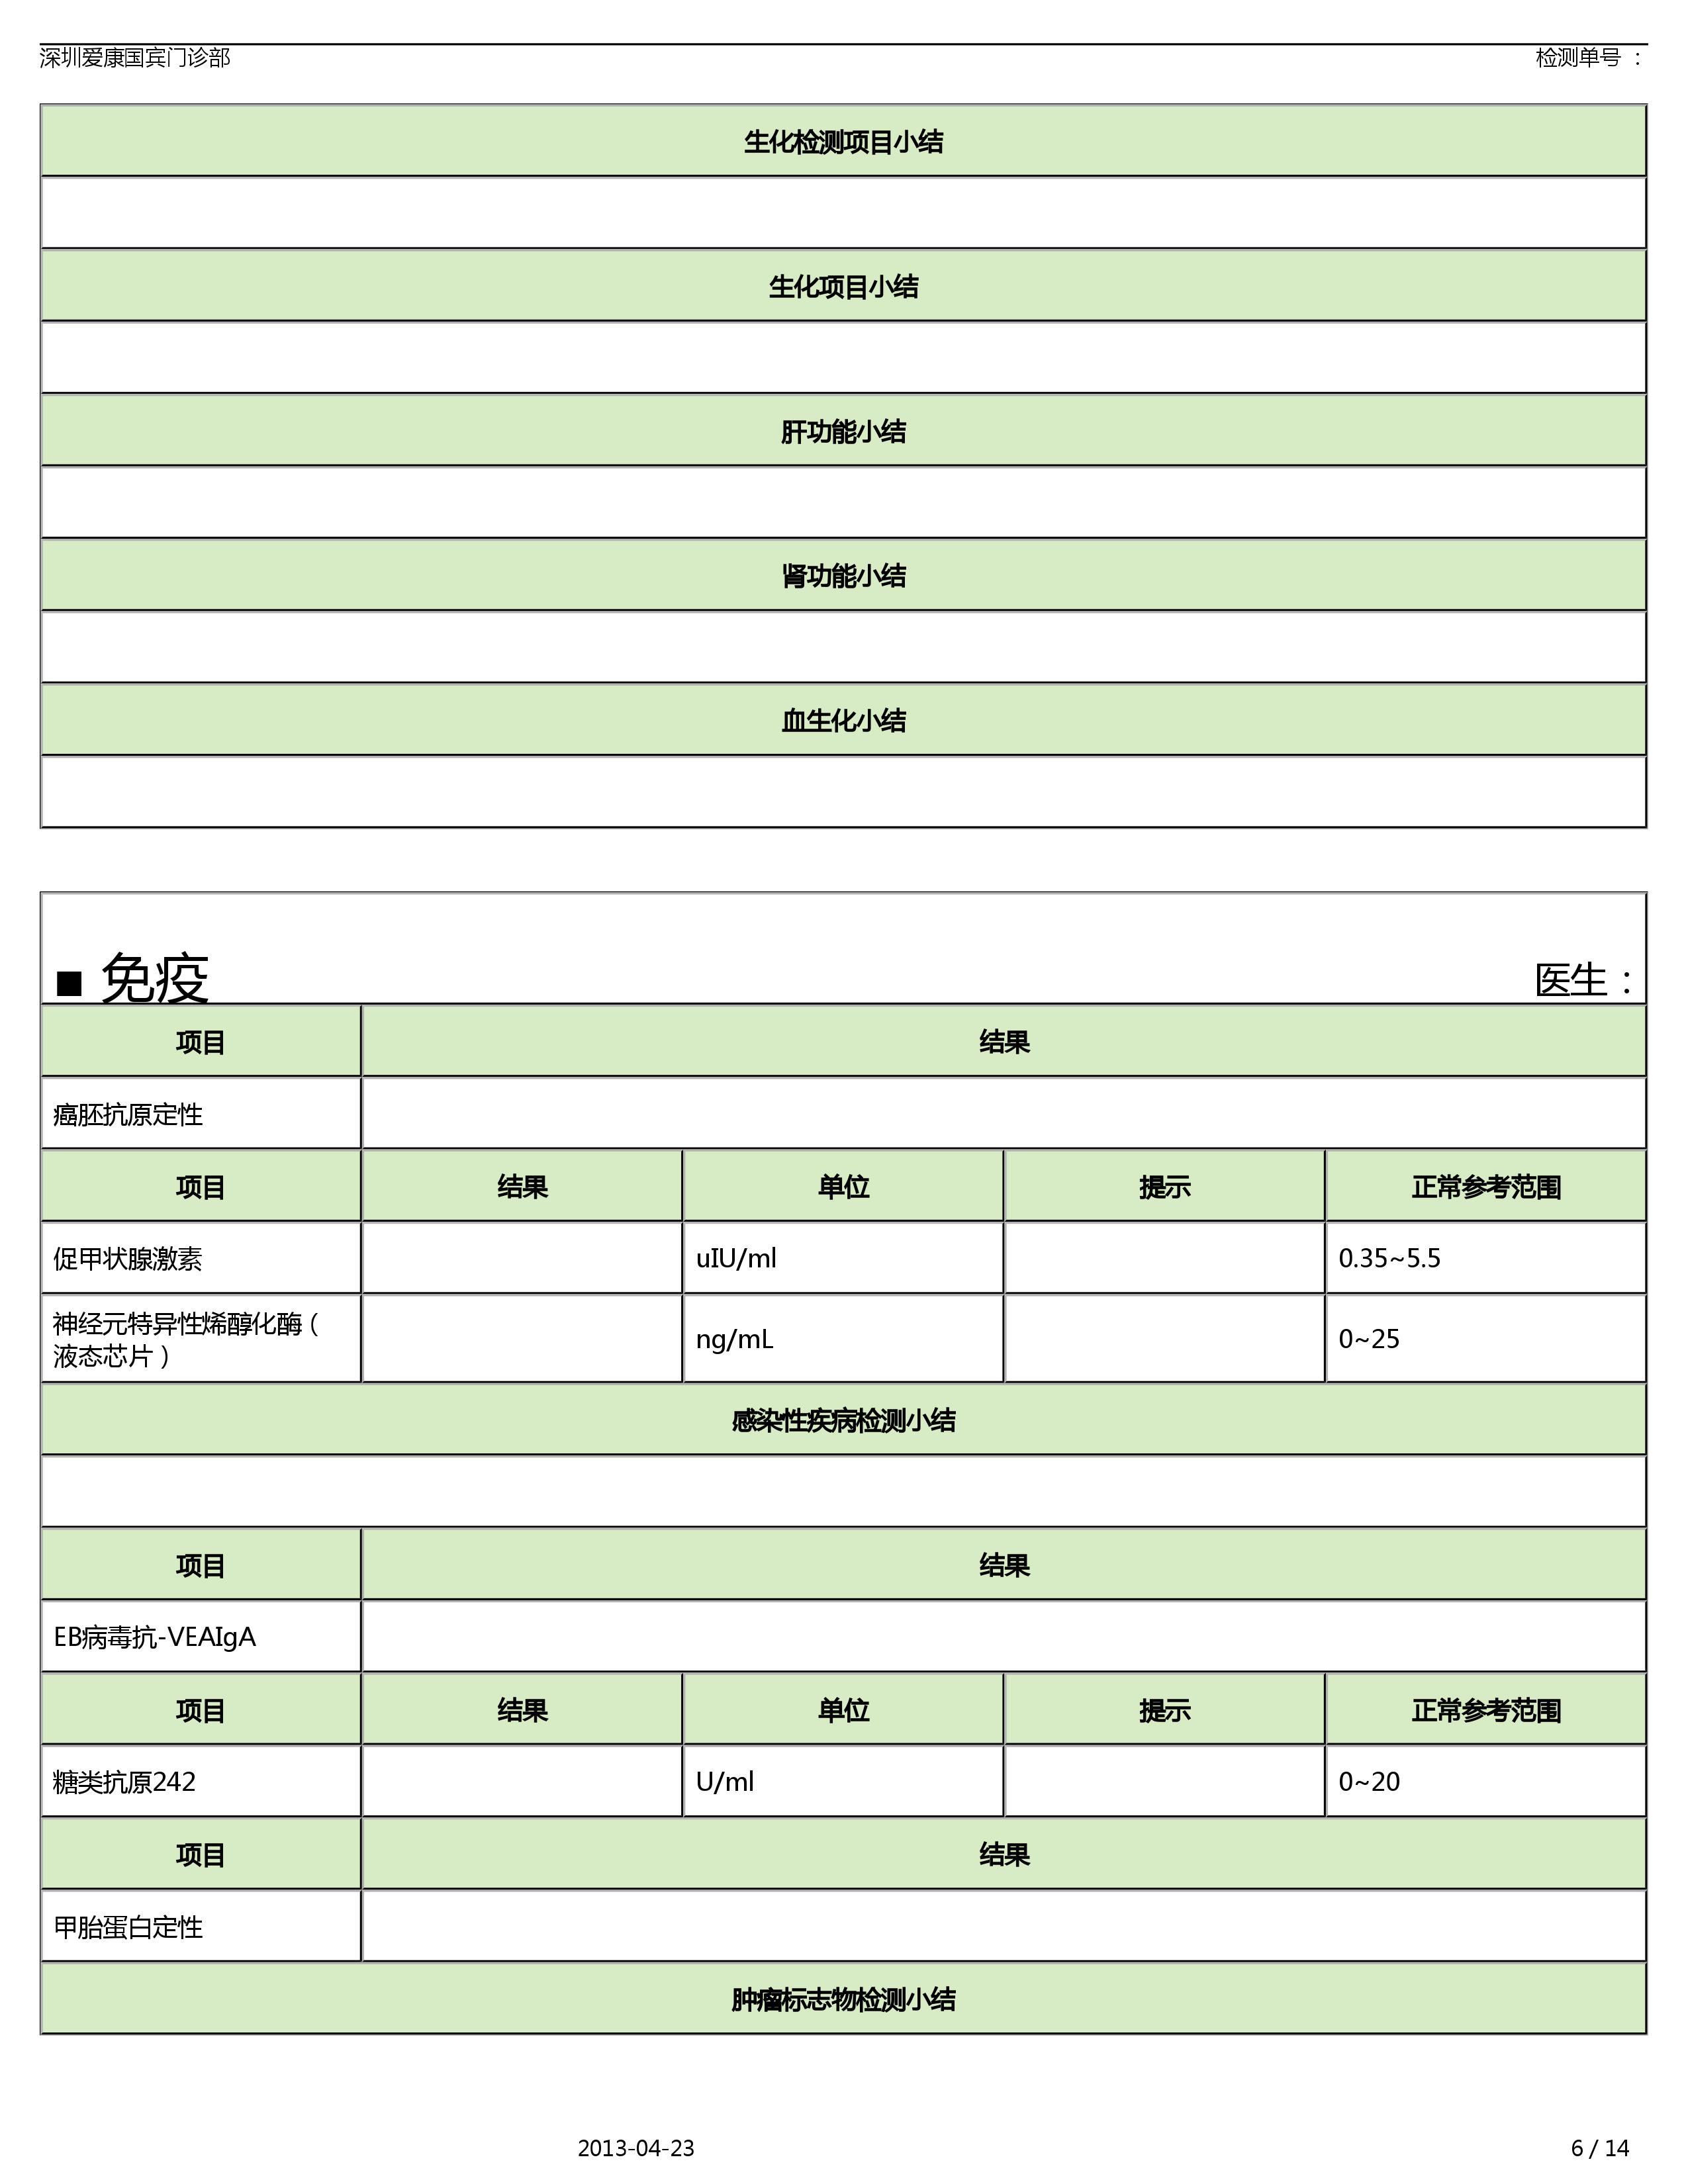 深圳爱康国宾门诊部 检测单号 ：
生化检测项目小结
生化项目小结
肝功能小结
肾功能小结
血生化小结
■ 免疫 医生：
项目 结果
癌胚抗原定性
项目 结果 单位 提示 正常参考范围
促甲状腺激素 uIU/ml 0.35~5.5
神经元特异性烯醇化酶（
液态芯片） ng/mL 0~25
感染性疾病检测小结
项目 结果
EB病毒抗-VEAIgA
项目 结果 单位 提示 正常参考范围
糖类抗原242 U/ml 0~20
项目 结果
甲胎蛋白定性
肿瘤标志物检测小结
2013-04-23 6 / 14